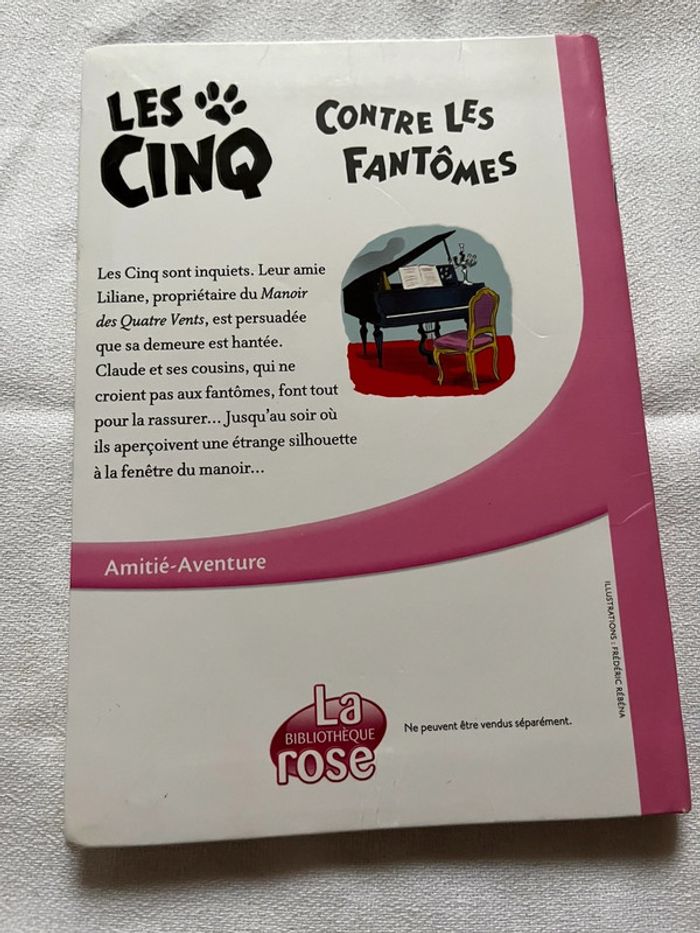 LES
CINQ
CONTRE LES
FANTÔMES
Les Cinq sont inquiets. Leur amie
Liliane, propriétaire du Manoir
des Quatre Vents, est persuadée
que sa demeure est hantée.
Claude et ses cousins, qui ne
croient pas aux fantômes, font tout
pour la rassurer... Jusqu'au soir où
ils aperçoivent une étrange silhouette
à la fenêtre du manoir...
Amitié-Aventure
ILLUSTRATIONS : FRÉDÉRIC RÉBÉNA
La
BIBLIOTHÈQUE
rose
Ne peuvent être vendus séparément.